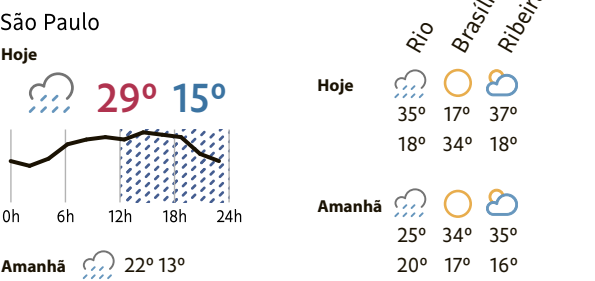 São Paulo
Hoje
29º 15º
0h 6h 12h 18h 24h
Amanhã 22º 13º
Rio
Hoje
35º 17º 37º
18º 34º 18º
Amanhã
25º 34º 35º
20º 17º 16º